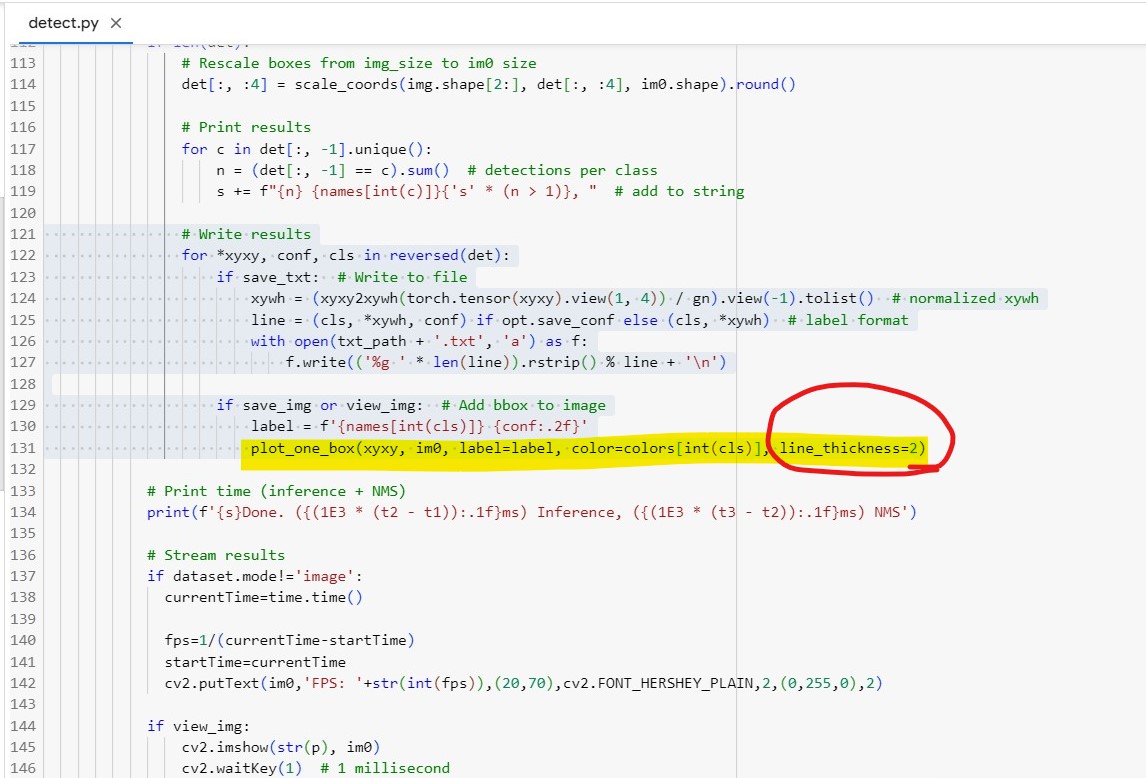 detect.py ×
113 # Rescale boxes from img_size to im0 size
114 det[:, :4] = scale_coords(img.shape[2:], det[:, :4], im0.shape).round()
115
116 # Print results
117 for c in det[:, -1].unique():
118 n = (det[:, -1] == c).sum()  # detections per class
119 s += f"{n} {names[int(c)]}{'s' * (n > 1)}, "  # add to string
120
121 # Write results
122 for *xyxy, conf, cls in reversed(det):
123 if save_txt:  # Write to file
124 xywh = (xyxy2xywh(torch.tensor(xyxy).view(1, 4)) / gn).view(-1).tolist()  # normalized xywh
125 line = (cls, *xywh, conf) if opt.save_conf else (cls, *xywh)  # label format
126 with open(txt_path + '.txt', 'a') as f:
127 f.write(('%g ' * len(line)).rstrip() % line + '\n')
128
129 if save_img or view_img:  # Add bbox to image
130 label = f'{names[int(cls)]} {conf:.2f}'
131 plot_one_box(xyxy, im0, label=label, color=colors[int(cls)], line_thickness=2)
132
133 # Print time (inference + NMS)
134 print(f'{s}Done. ({(1E3 * (t2 - t1)):.1f}ms) Inference, ({(1E3 * (t3 - t2)):.1f}ms) NMS')
135
136 # Stream results
137 if dataset.mode!='image':
138 currentTime=time.time()
139
140 fps=1/(currentTime-startTime)
141 startTime=currentTime
142 cv2.putText(im0,'FPS: '+str(int(fps)),(20,70),cv2.FONT_HERSHEY_PLAIN,2,(0,255,0),2)
143
144 if view_img:
145 cv2.imshow(str(p), im0)
146 cv2.waitKey(1)  # 1 millisecond